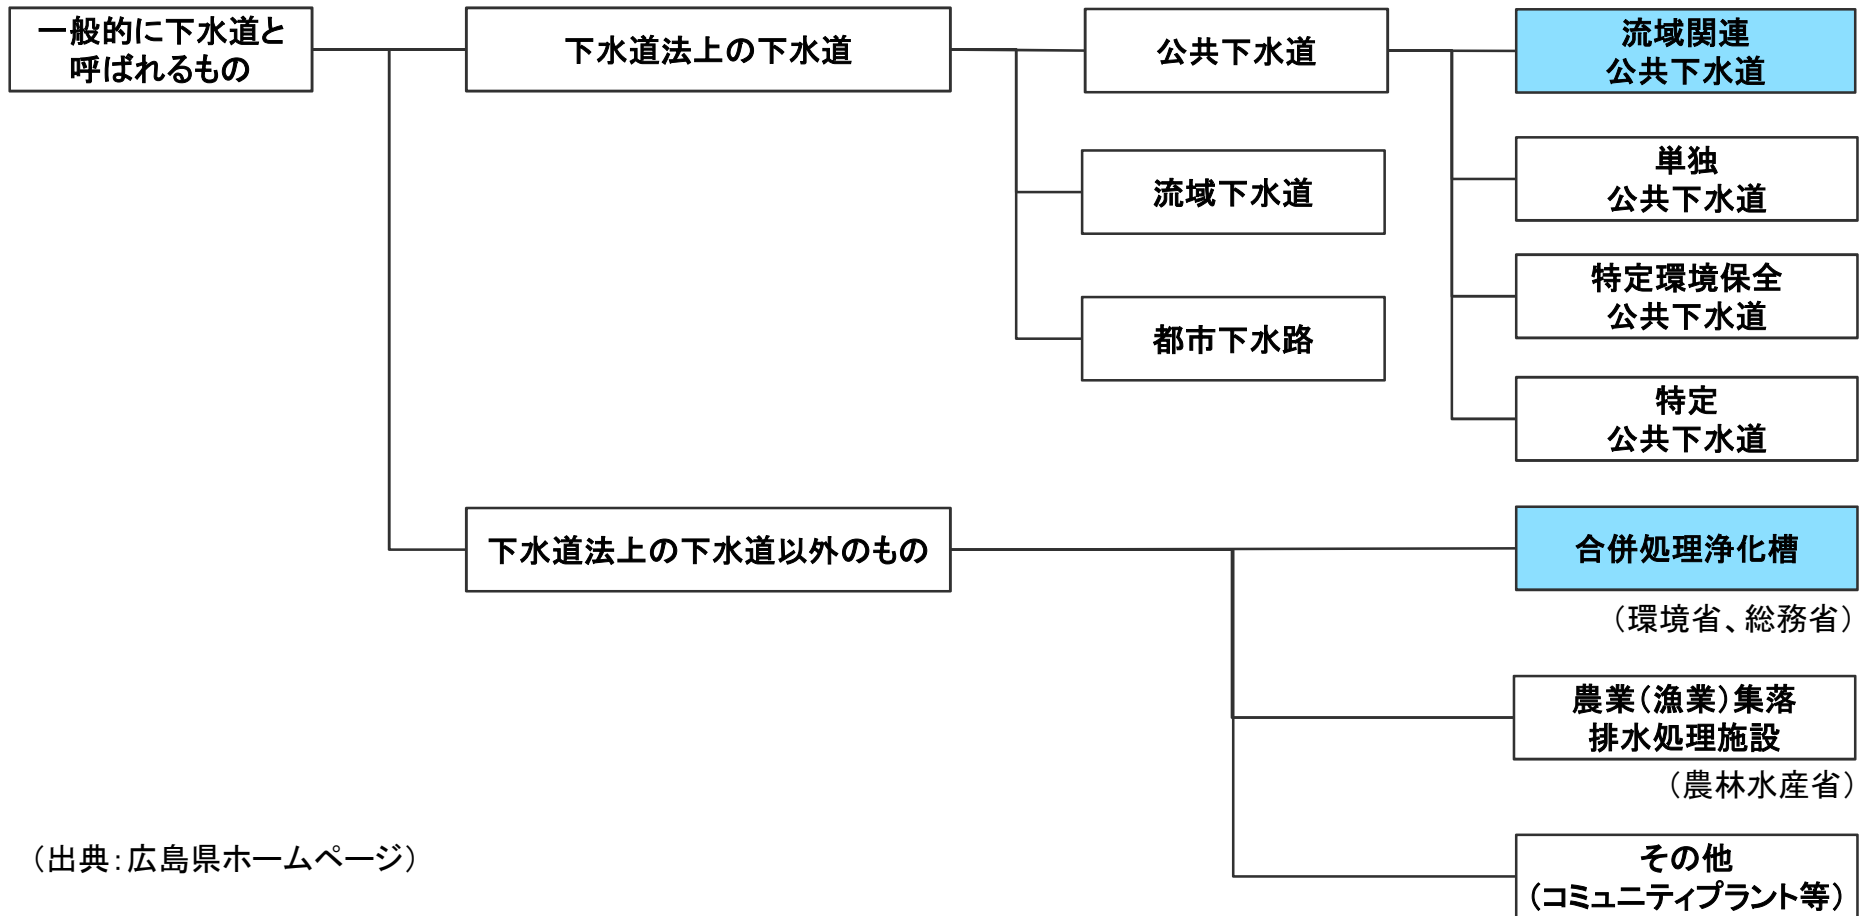 一般的に下水道と
呼ばれるもの
下水道法上の下水道
公共下水道
流域関連
公共下水道
単独
公共下水道
流域下水道
特定環境保全
公共下水道
都市下水路
特定
公共下水道
下水道法上の下水道以外のもの
合併処理浄化槽
（環境省、総務省）
農業（漁業）集落
排水処理施設
（農林水産省）
その他
（コミュニティプラント等）
（出典：広島県ホームページ）